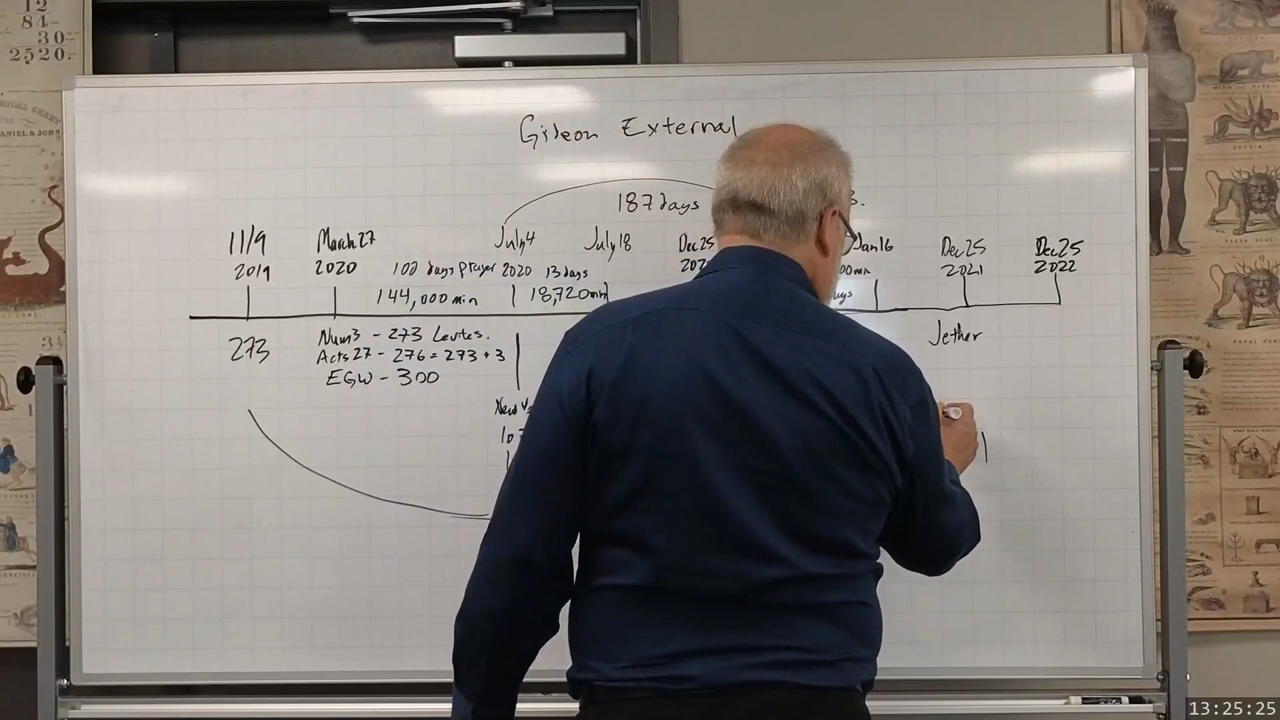 12
84-
30-
2520-
Gideon External
187 days
3.
11/9
2019
March 27
2020
100 days Prayer
July 4
2020
July 18
13 days
Dec 25
Jan 16
Dec 25
2021
Dec 25
2022
144,000 min
18,720 min
273
Num 3 - 273 Levites.
Acts 27 - 276 = 273 + 3
EGW - 300
Jether
13:25:25